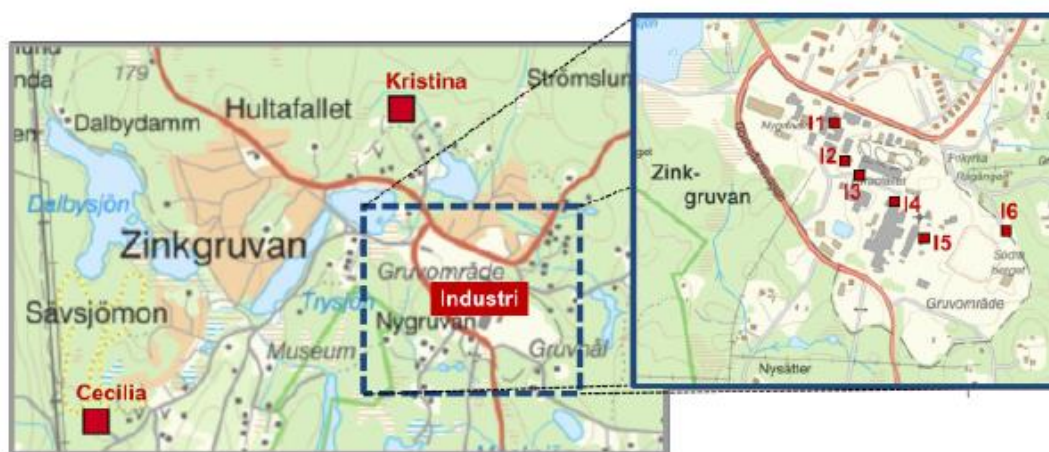 179
Hultafallet
Kristina
Strömslun
Dalbydamm
Dalbysjön
Zinkgruvan
Gruvområde
Industri
Sävsjömon
Trysjön
Nygruvan
Museum
Gruvhål
Cecilia
Zink-
gruvan
I1
I2
I3
I4
I5
I6
Gruvområde
Nysätter